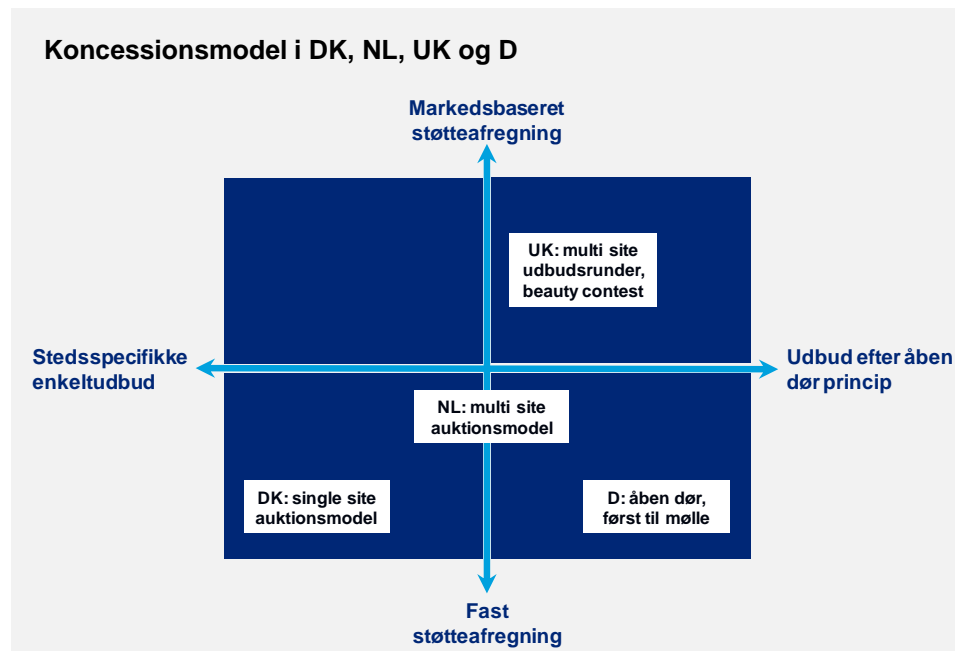 Koncessionsmodel i DK, NL, UK og D
Markedsbaseret
støtteafregning
UK: multi site
udbudsrunder,
beauty contest
Stedsspecifikke
enkeltudbud
Udbud efter åben
dør princip
NL: multi site
auktionsmodel
DK: single site
auktionsmodel
D: åben dør,
først til mølle
Fast
støtteafregning